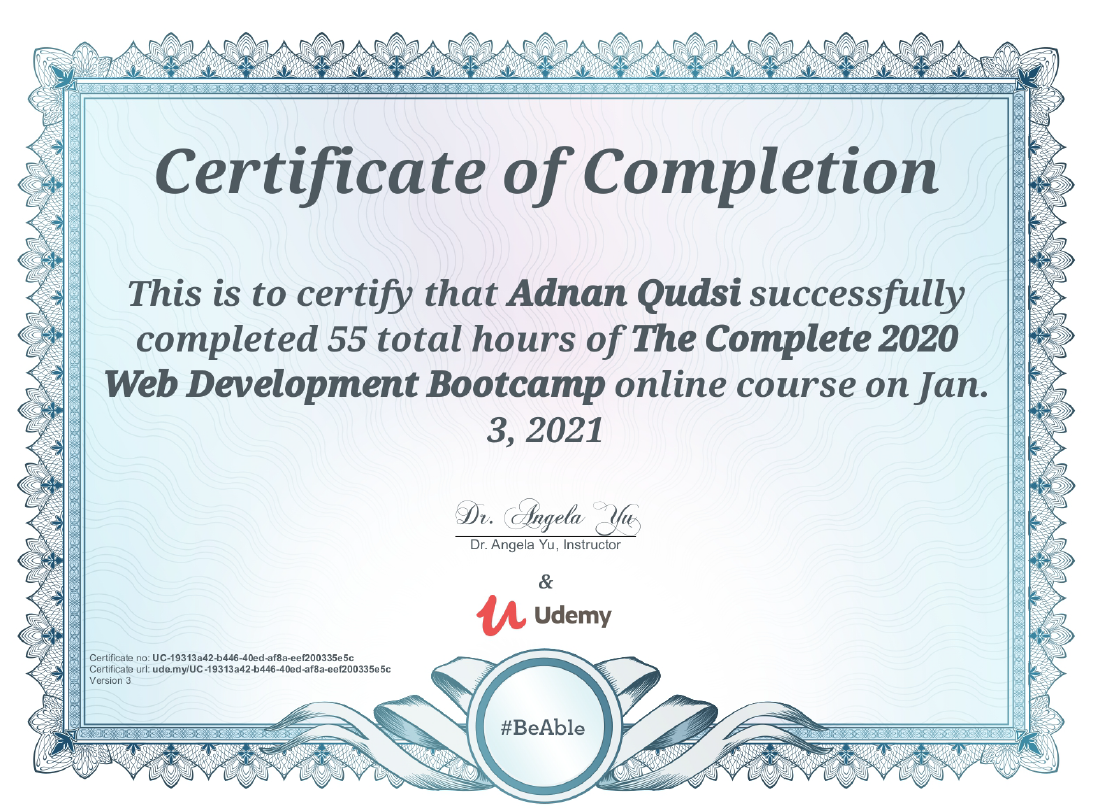 Certificate of Completion
This is to certify that Adnan Qudsi successfully
completed 55 total hours of The Complete 2020
Web Development Bootcamp online course on Jan.
3, 2021
Dr. Angela Yu
Dr. Angela Yu, Instructor
&
Udemy
Certificate no: UC-19313a42-b446-40ed-af8a-eef200335e5c
Certificate url: ude.my/UC-19313a42-b446-40ed-af8a-eef200335e5c
Version 3
#BeAble